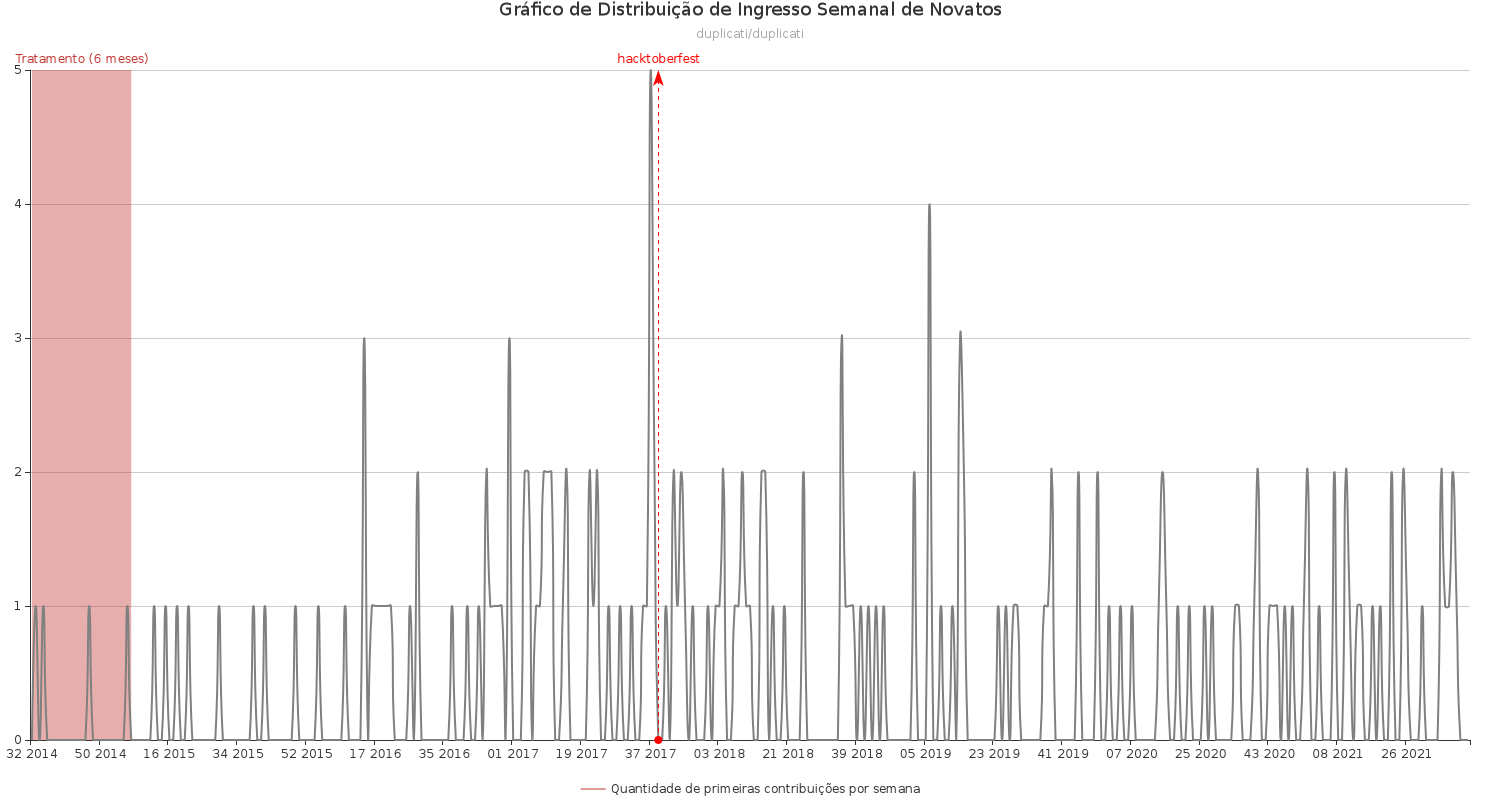 Gráfico de Distribuição de Ingresso Semanal de Novatos
duplicati/duplicati
Tratamento (6 meses)
hacktoberfest
5
4
3
2
1
0
32 2014 50 2014 16 2015 34 2015 52 2015 17 2016 35 2016 01 2017 19 2017 37 2017 03 2018 21 2018 39 2018 05 2019 23 2019 41 2019 07 2020 25 2020 43 2020 08 2021 26 2021
Quantidade de primeiras contribuições por semana